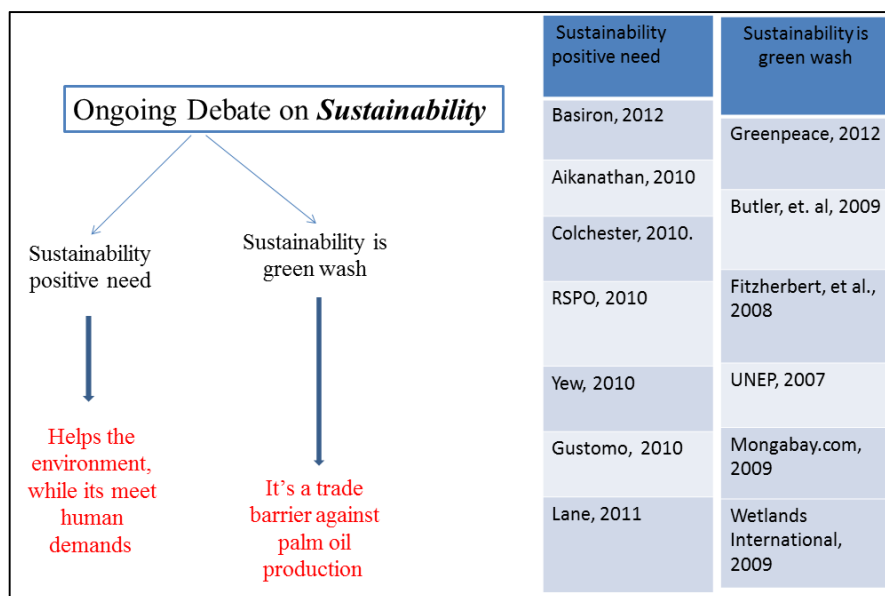 Ongoing Debate on Sustainability
Sustainability
positive need
Helps the
environment,
while its meet
human
demands
Sustainability is
green wash
It's a trade
barrier against
palm oil
production
Sustainability
positive need
Basiron, 2012
Aikanathan, 2010
Colchester, 2010.
RSPO, 2010
Yew, 2010
Gustomo, 2010
Lane, 2011
Sustainability is
green wash
Greenpeace, 2012
Butler, et. al, 2009
Fitzherbert, et al.,
2008
UNEP, 2007
Mongabay.com,
2009
Wetlands
International,
2009